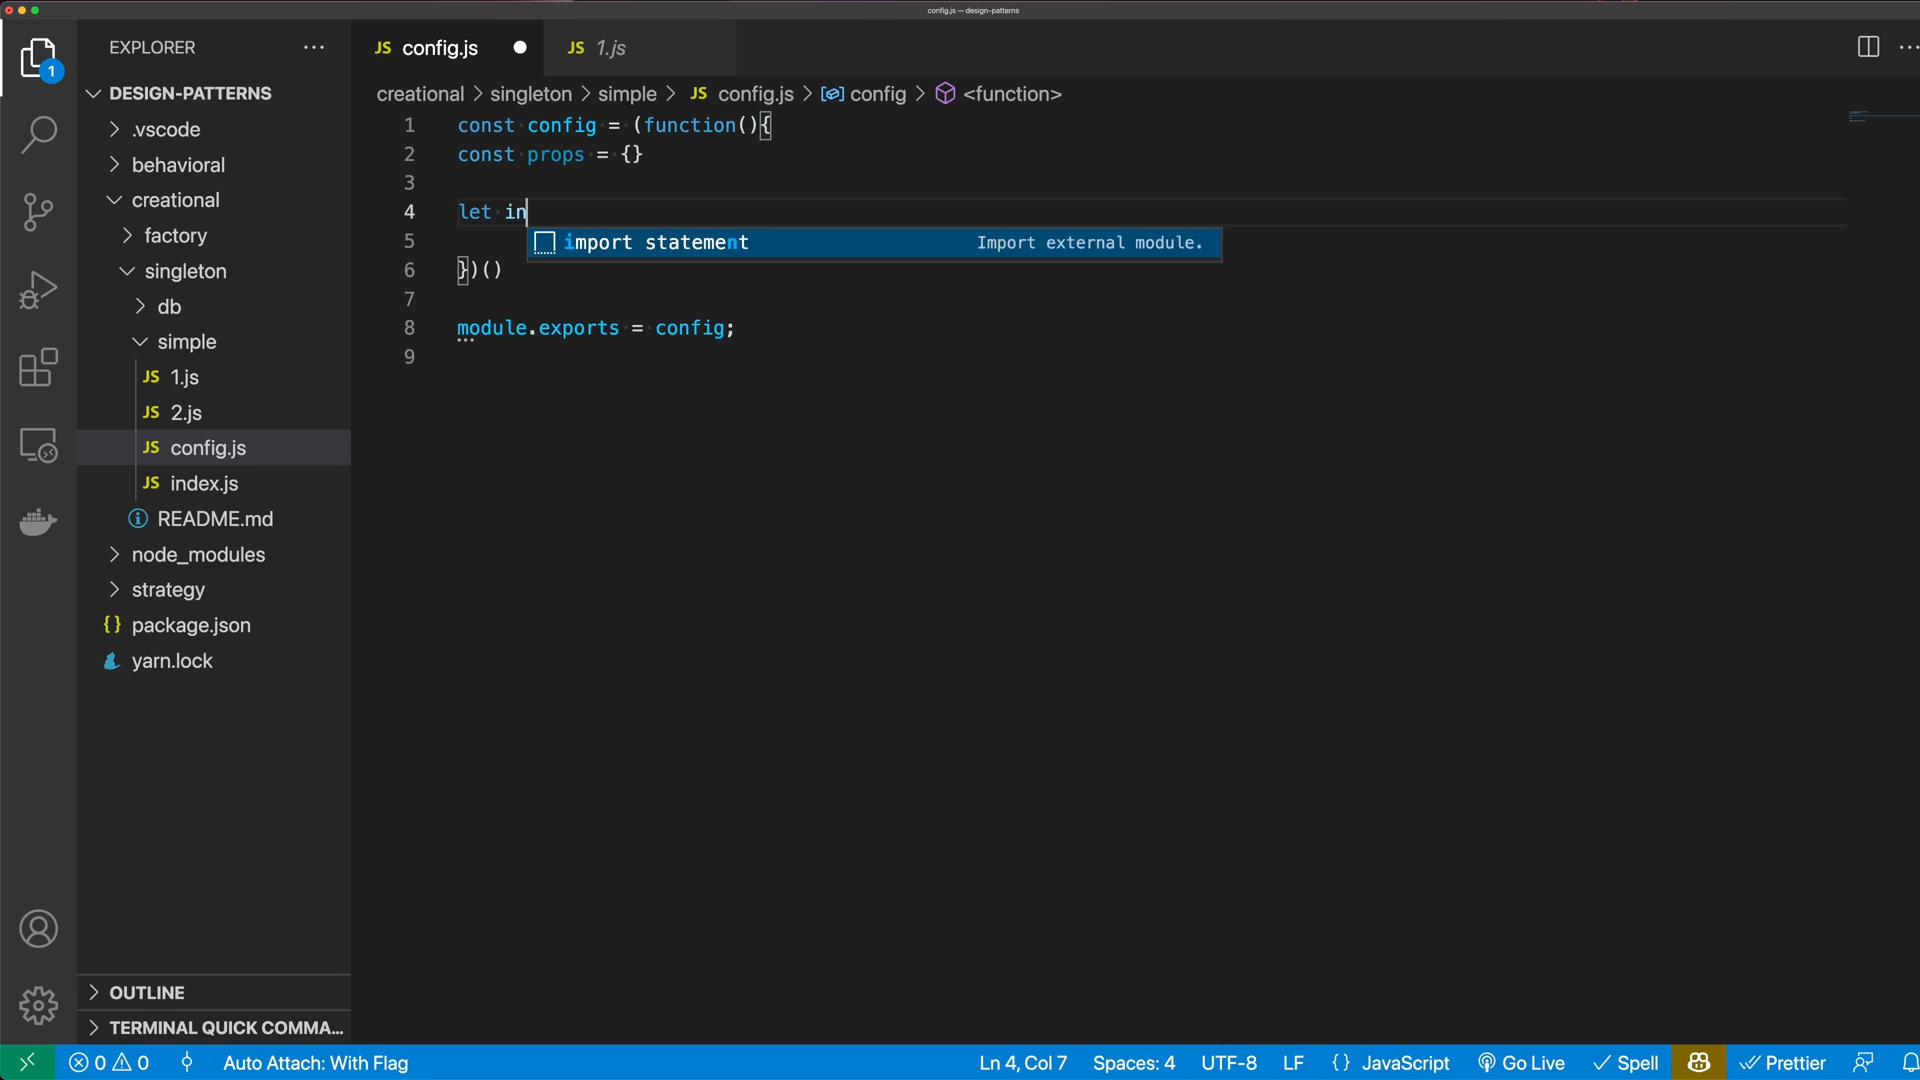 config.js — design-patterns
EXPLORER
JS config.js
JS 1.js
1
DESIGN-PATTERNS
creational > singleton > simple > JS config.js > config > <function>
.vscode
behavioral
creational
factory
singleton
db
simple
JS 1.js
JS 2.js
JS config.js
JS index.js
README.md
node_modules
strategy
{} package.json
yarn.lock
1 const config = (function(){
2 const props = {}
3
4 let in
import statement Import external module.
5
6 })()
7
8 module.exports = config;
9
OUTLINE
TERMINAL QUICK COMMA...
0 0 Auto Attach: With Flag Ln 4, Col 7 Spaces: 4 UTF-8 LF {} JavaScript Go Live Spell Prettier